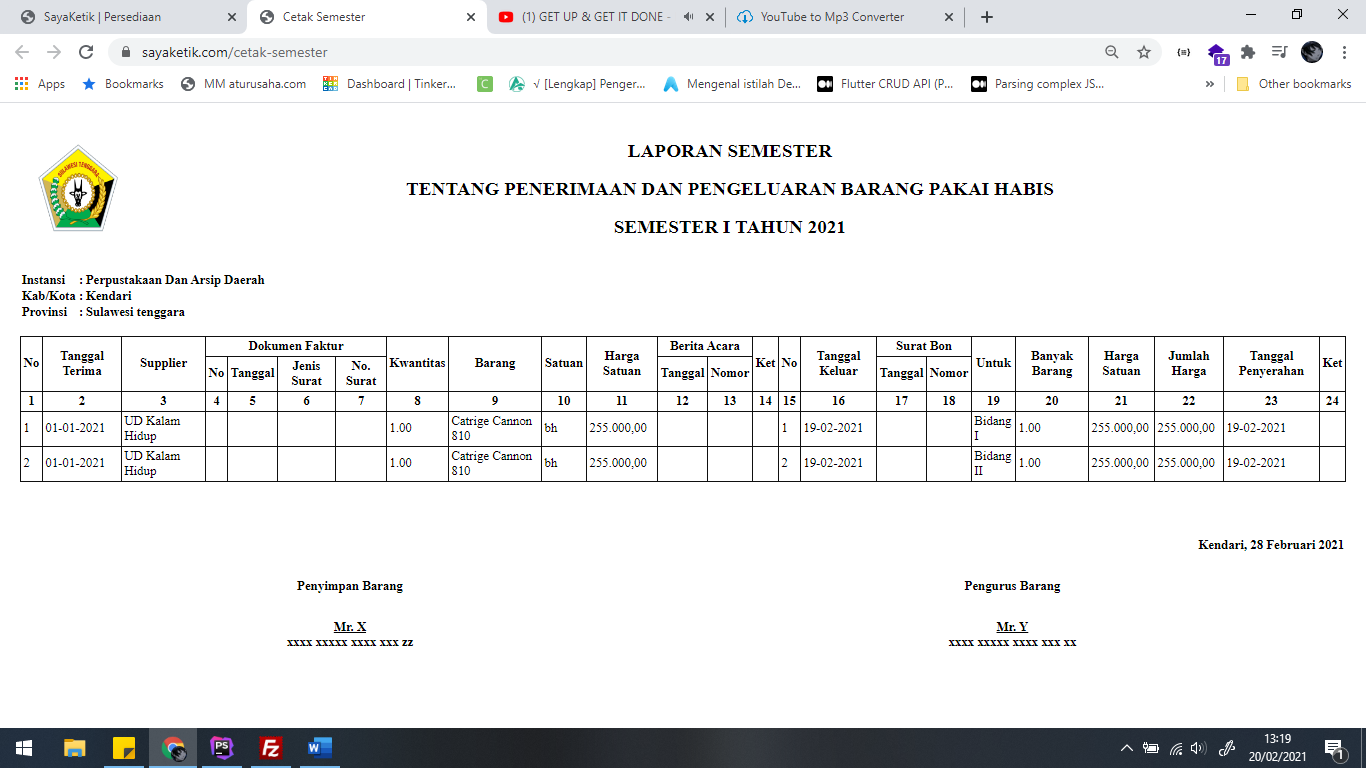 SayaKetik | Persediaan
Cetak Semester
(1) GET UP & GET IT DONE -
YouTube to Mp3 Converter
sayaketik.com/cetak-semester
17
Apps
Bookmarks
MM aturusaha.com
Dashboard | Tinker...
C
√ [Lengkap] Penger...
Mengenal istilah De...
Flutter CRUD API (P...
Parsing complex JS...
»
Other bookmarks
SULAWESI TENGGARA
LAPORAN SEMESTER
TENTANG PENERIMAAN DAN PENGELUARAN BARANG PAKAI HABIS
SEMESTER I TAHUN 2021
Instansi : Perpustakaan Dan Arsip Daerah
Kab/Kota : Kendari
Provinsi : Sulawesi tenggara
No Tanggal Terima Supplier Dokumen Faktur Kwantitas Barang Satuan Harga Satuan Berita Acara Ket No Tanggal Keluar Surat Bon Untuk Banyak Barang Harga Satuan Jumlah Harga Tanggal Penyerahan Ket
No Tanggal Jenis Surat No. Surat Tanggal Nomor Tanggal Nomor
1 2 3 4 5 6 7 8 9 10 11 12 13 14 15 16 17 18 19 20 21 22 23 24
1 01-01-2021 UD Kalam Hidup 1.00 Catrige Cannon 810 bh 255.000,00 1 19-02-2021 Bidang I 1.00 255.000,00 255.000,00 19-02-2021
2 01-01-2021 UD Kalam Hidup 1.00 Catrige Cannon 810 bh 255.000,00 2 19-02-2021 Bidang II 1.00 255.000,00 255.000,00 19-02-2021
Kendari, 28 Februari 2021
Penyimpan Barang
Pengurus Barang
Mr. X
Mr. Y
xxxx xxxxx xxxx xxx zz
xxxx xxxxx xxxx xxx xx
PS
Fz
W
13:19
20/02/2021
1